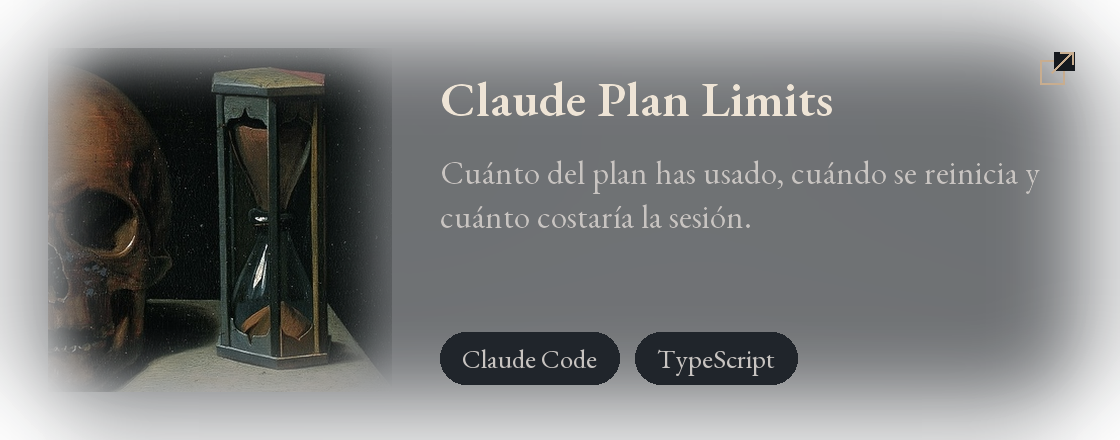 Claude Plan Limits
Cuánto del plan has usado, cuándo se reinicia y
cuánto costaría la sesión.
Claude Code
TypeScript